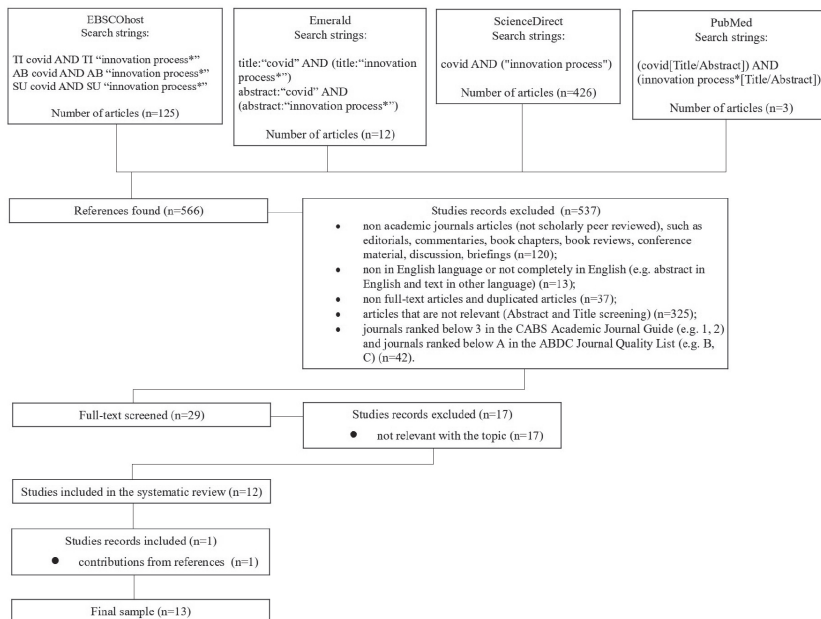 EBSCOhost
Search strings:
TI covid AND TI “innovation process*”
AB covid AND AB “innovation process*”
SU covid AND SU “innovation process*”
Number of articles (n=125)
Emerald
Search strings:
title:“covid” AND (title:“innovation
process*”)
abstract:“covid” AND
(abstract:“innovation process*”)
Number of articles (n=12)
ScienceDirect
Search strings:
covid AND ("innovation process")
Number of articles (n=426)
PubMed
Search strings:
(covid[Title/Abstract]) AND
(innovation process*[Title/Abstract])
Number of articles (n=3)
References found (n=566)
Studies records excluded (n=537)
• non academic journals articles (not scholarly peer reviewed), such as
editorials, commentaries, book chapters, book reviews, conference
material, discussion, briefings (n=120);
• non in English language or not completely in English (e.g. abstract in
English and text in other language) (n=13);
• non full-text articles and duplicated articles (n=37);
• articles that are not relevant (Abstract and Title screening) (n=325);
• journals ranked below 3 in the CABS Academic Journal Guide (e.g. 1, 2)
and journals ranked below A in the ABDC Journal Quality List (e.g. B,
C) (n=42).
Full-text screened (n=29)
Studies records excluded (n=17)
• not relevant with the topic (n=17)
Studies included in the systematic review (n=12)
Studies records included (n=1)
• contributions from references (n=1)
Final sample (n=13)